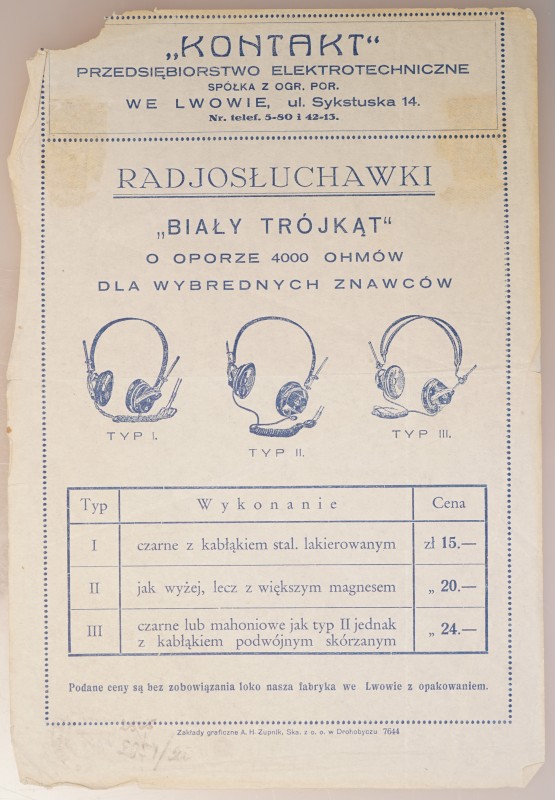 „KONTAKT“
PRZEDSIĘBIORSTWO ELEKTROTECHNICZNE
SPÓŁKA Z OGR. POR.
WE LWOWIE, ul. Sykstuska 14.
Nr. telef. 5-80 i 42-13.
RADJOSŁUCHAWKI
„BIAŁY TRÓJKĄT“
O OPORZE 4000 OHMÓW
DLA WYBREDNYCH ZNAWCÓW
TYP I.
TYP II.
TYP III.
Typ Wykonanie Cena
I czarne z kabłąkiem stal. lakierowanym zł 15.—
II jak wyżej, lecz z większym magnesem „ 20.—
III czarne lub mahoniowe jak typ II jednak „ 24.—
z kabłąkiem podwójnym skórzanym
Podane ceny są bez zobowiązania loko nasza fabryka we Lwowie z opakowaniem.
Zakłady graficzne A. H. Żupnik, Ska. z o. o. w Drohobyczu 7644